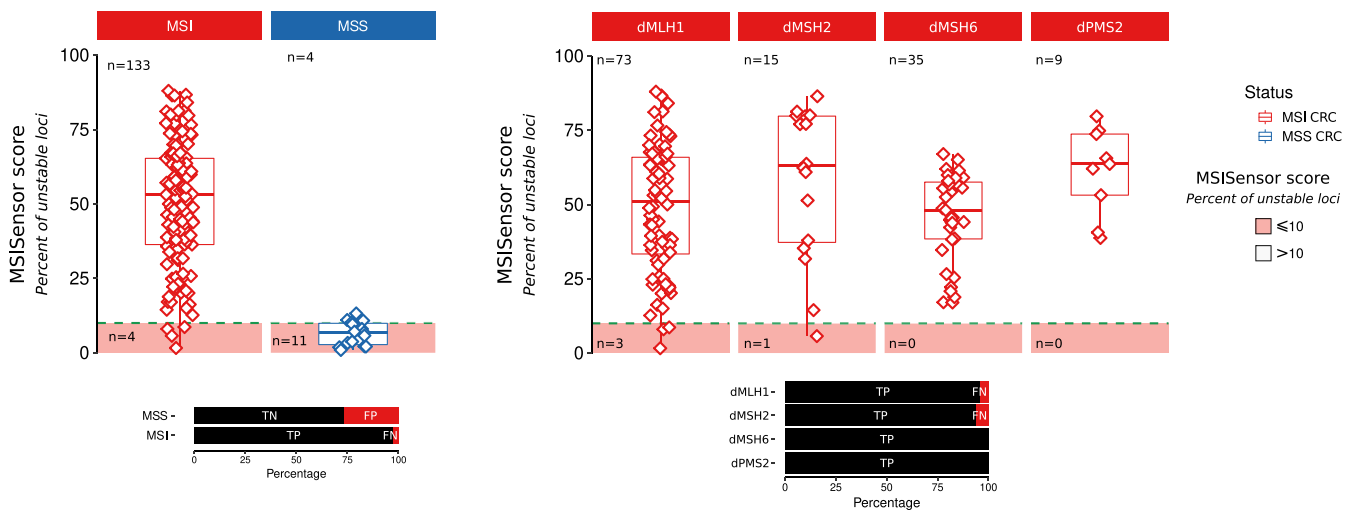 MSI
MSS
MSISensor score
Percent of unstable loci
100
75
50
25
0
n=133
n=4
n=4
n=11
MSS
MSI
TN
FP
TP
FN
0
25
50
75
100
Percentage
dMLH1
dMSH2
dMSH6
dPMS2
MSISensor score
Percent of unstable loci
100
75
50
25
0
n=73
n=15
n=35
n=9
n=3
n=1
n=0
n=0
dMLH1
TP
FN
dMSH2
TP
FN
dMSH6
TP
dPMS2
TP
0
25
50
75
100
Percentage
Status
MSI CRC
MSS CRC
MSISensor score
Percent of unstable loci
⩽10
>10